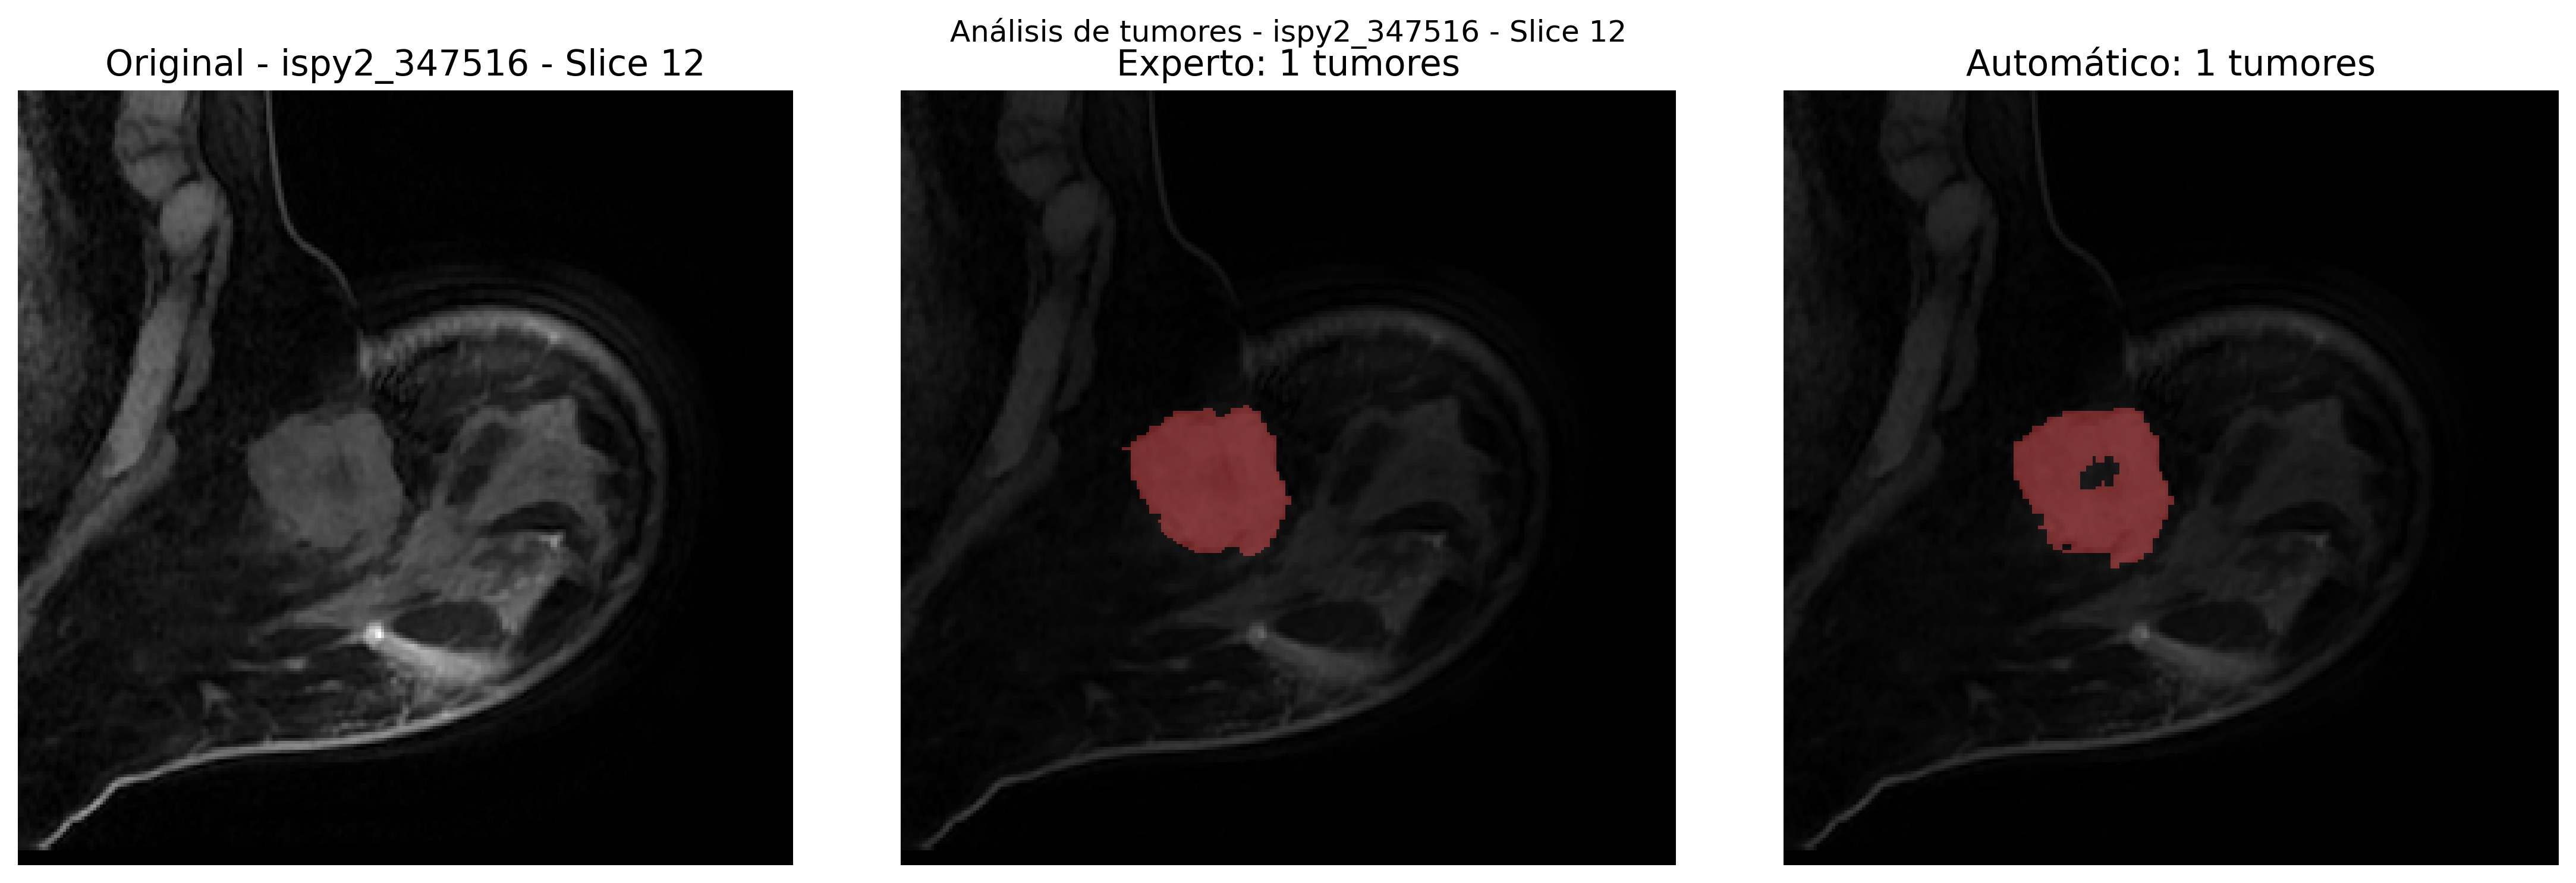 Análisis de tumores - ispy2_347516 - Slice 12
Original - ispy2_347516 - Slice 12
Experto: 1 tumores
Automático: 1 tumores